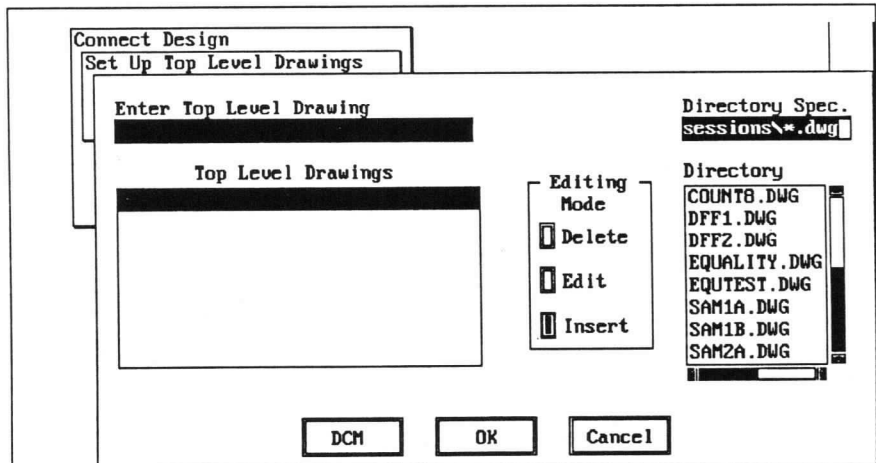 Connect Design
Set Up Top Level Drawings
Enter Top Level Drawing
Directory Spec.
sessions\*.dwg
Top Level Drawings
Editing
Mode
Delete
Edit
Insert
Directory
COUNT8.DWG
DFF1.DWG
DFF2.DWG
EQUALITY.DWG
EQUTEST.DWG
SAM1A.DWG
SAM1B.DWG
SAM2A.DWG
DCM
OK
Cancel